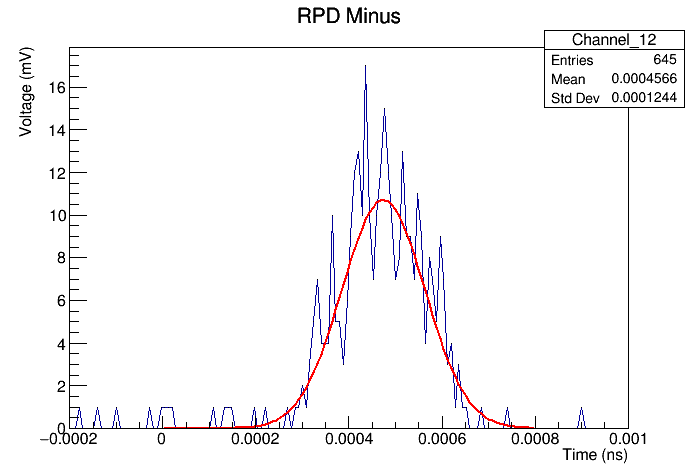 RPD Minus
Channel_12
Entries 645
Mean 0.0004566
Std Dev 0.0001244
Voltage (mV)
16
14
12
10
8
6
4
2
0
−0.0002 0 0.0002 0.0004 0.0006 0.0008 0.001
Time (ns)